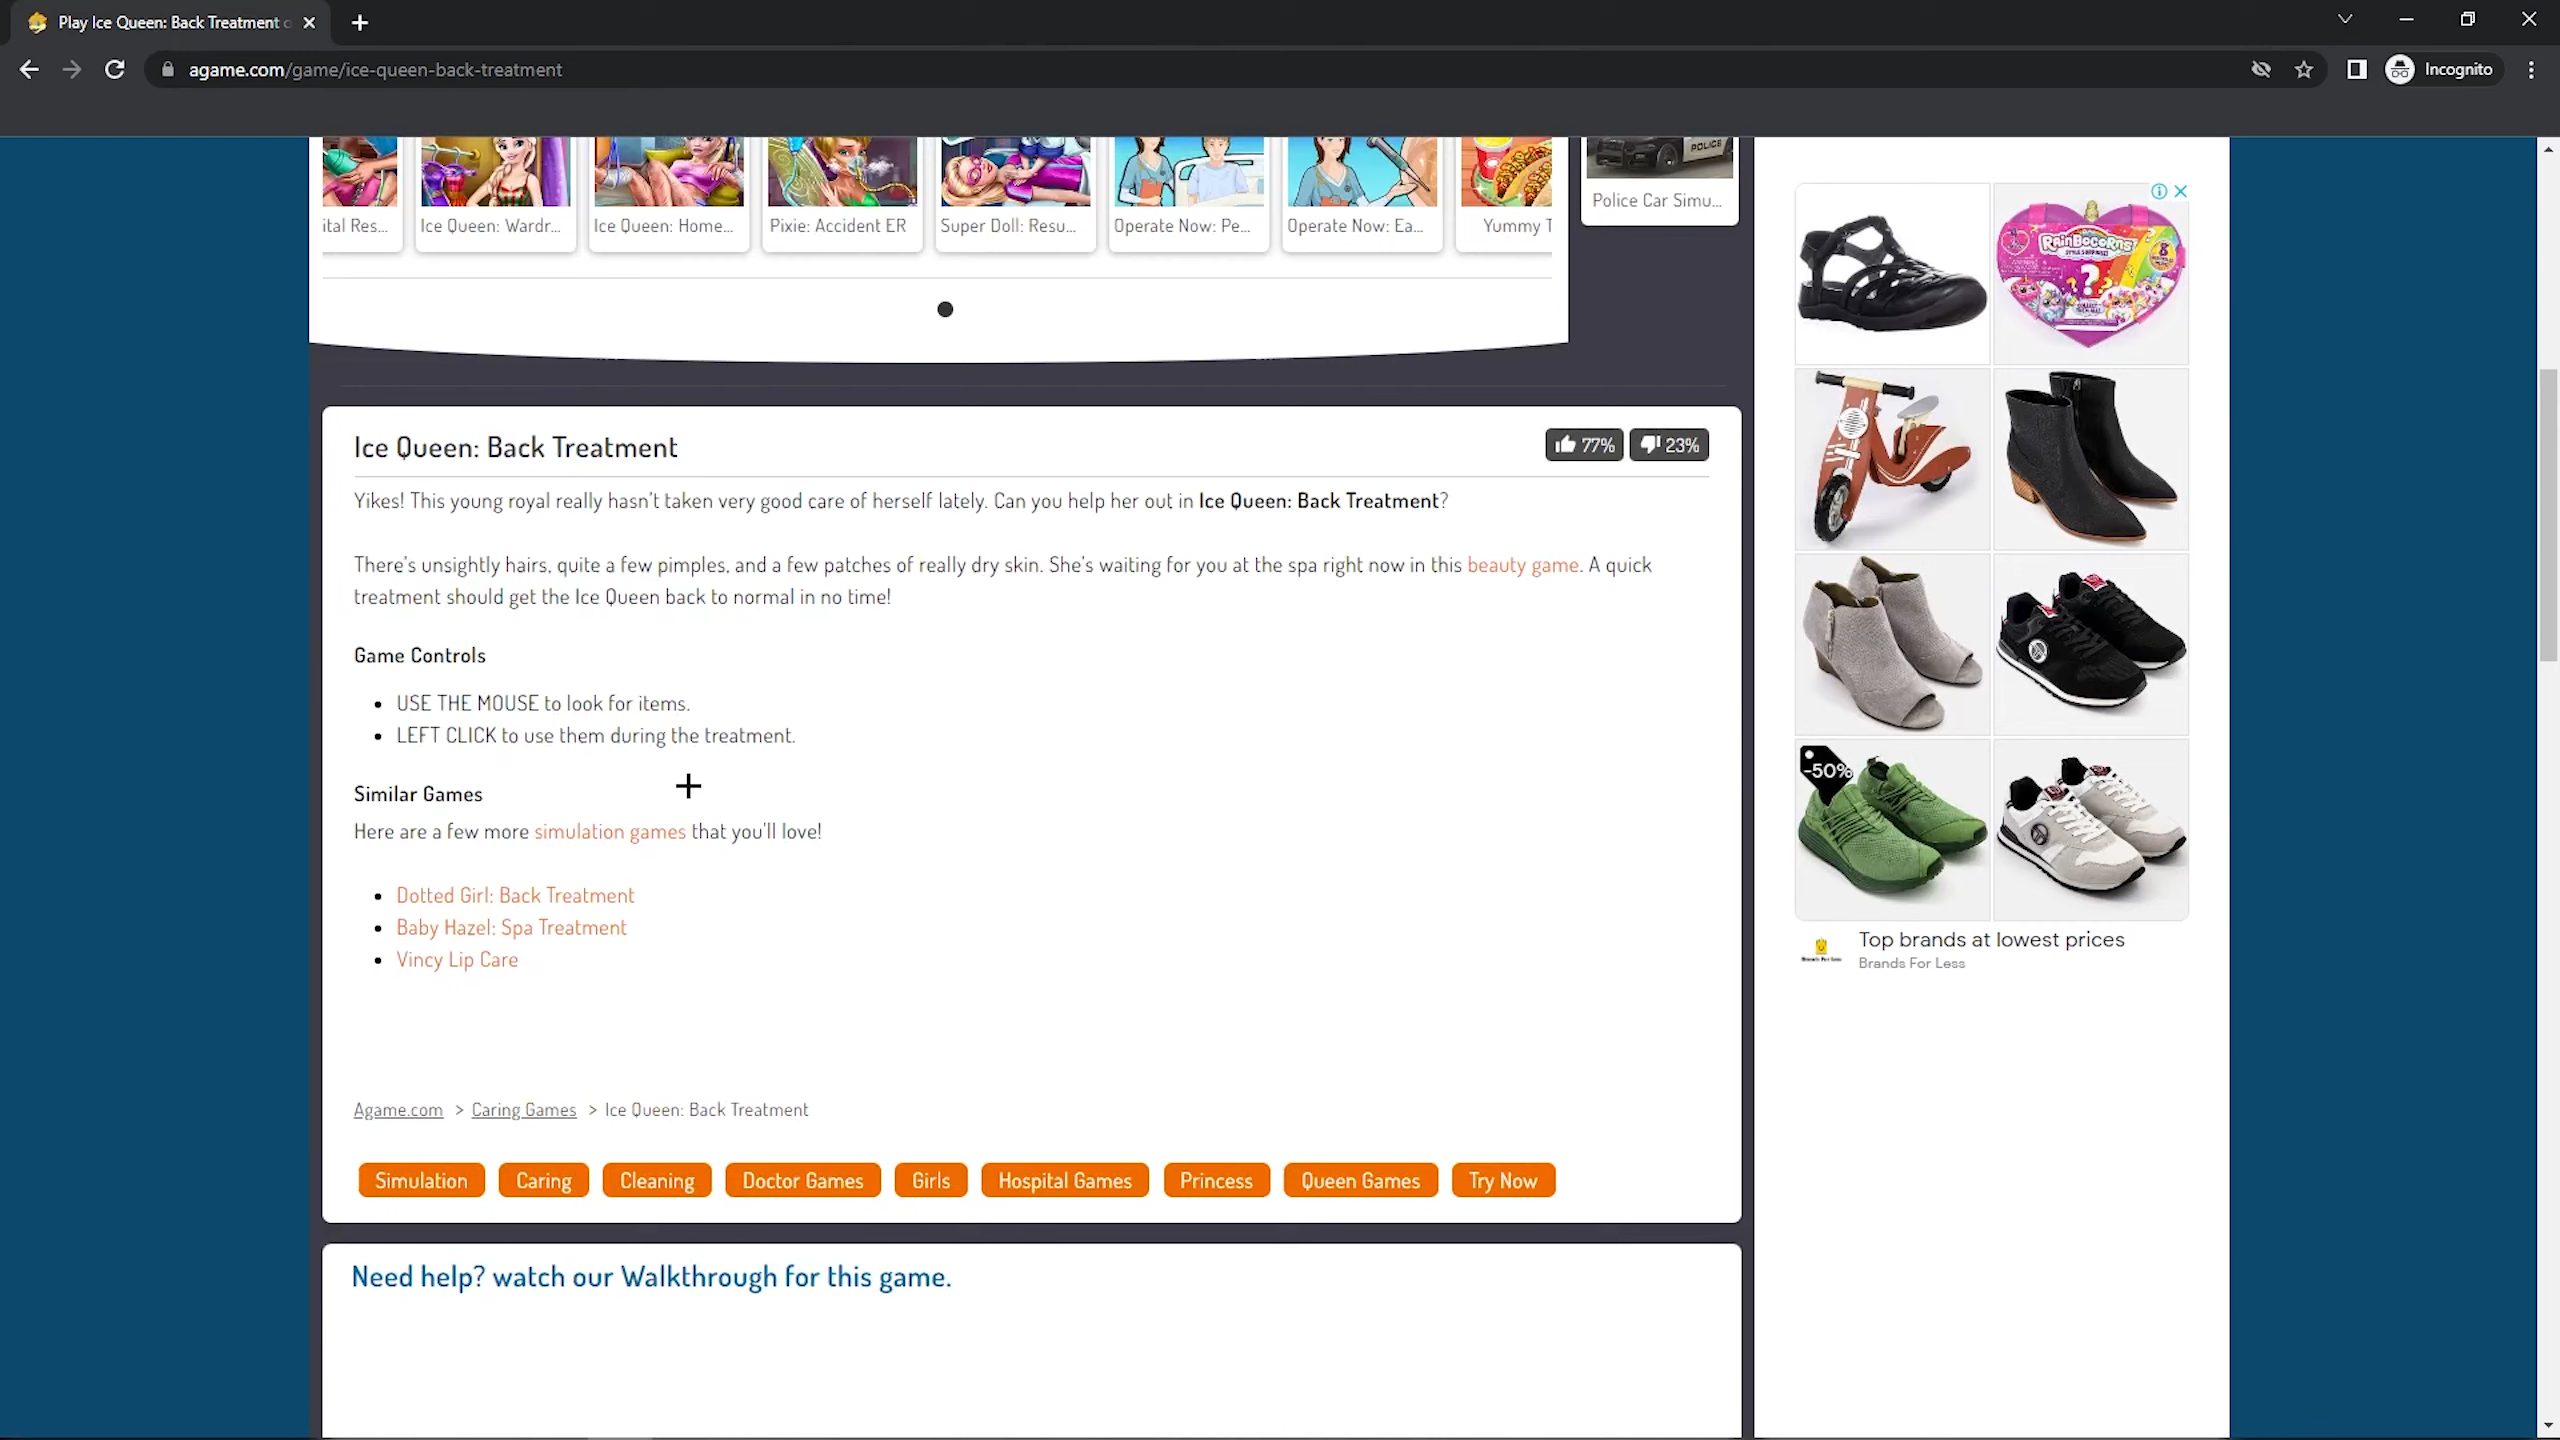 Play Ice Queen: Back Treatment
agame.com/game/ice-queen-back-treatment
Incognito
ital Res...
Ice Queen: Wardr...
Ice Queen: Home...
Pixie: Accident ER
Super Doll: Resu...
Operate Now: Pe...
Operate Now: Ea...
Yummy T
POLICE
Police Car Simu...
RainBocoRns
Ice Queen: Back Treatment
77%
23%
Yikes! This young royal really hasn't taken very good care of herself lately. Can you help her out in Ice Queen: Back Treatment?
There's unsightly hairs, quite a few pimples, and a few patches of really dry skin. She's waiting for you at the spa right now in this beauty game. A quick
treatment should get the Ice Queen back to normal in no time!
Game Controls
• USE THE MOUSE to look for items.
• LEFT CLICK to use them during the treatment.
Similar Games
Here are a few more simulation games that you'll love!
• Dotted Girl: Back Treatment
• Baby Hazel: Spa Treatment
• Vincy Lip Care
-50%
Top brands at lowest prices
Brands For Less
Agame.com > Caring Games > Ice Queen: Back Treatment
Simulation Caring Cleaning Doctor Games Girls Hospital Games Princess Queen Games Try Now
Need help? watch our Walkthrough for this game.